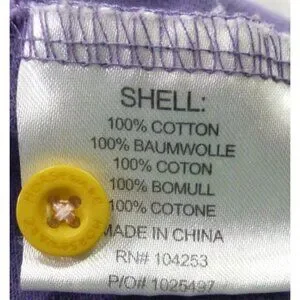 SHELL:
100% COTTON
100% BAUMWOLLE
100% COTON
100% BOMULL
100% COTONE
MADE IN CHINA
RN# 104253
P/O# 1025497